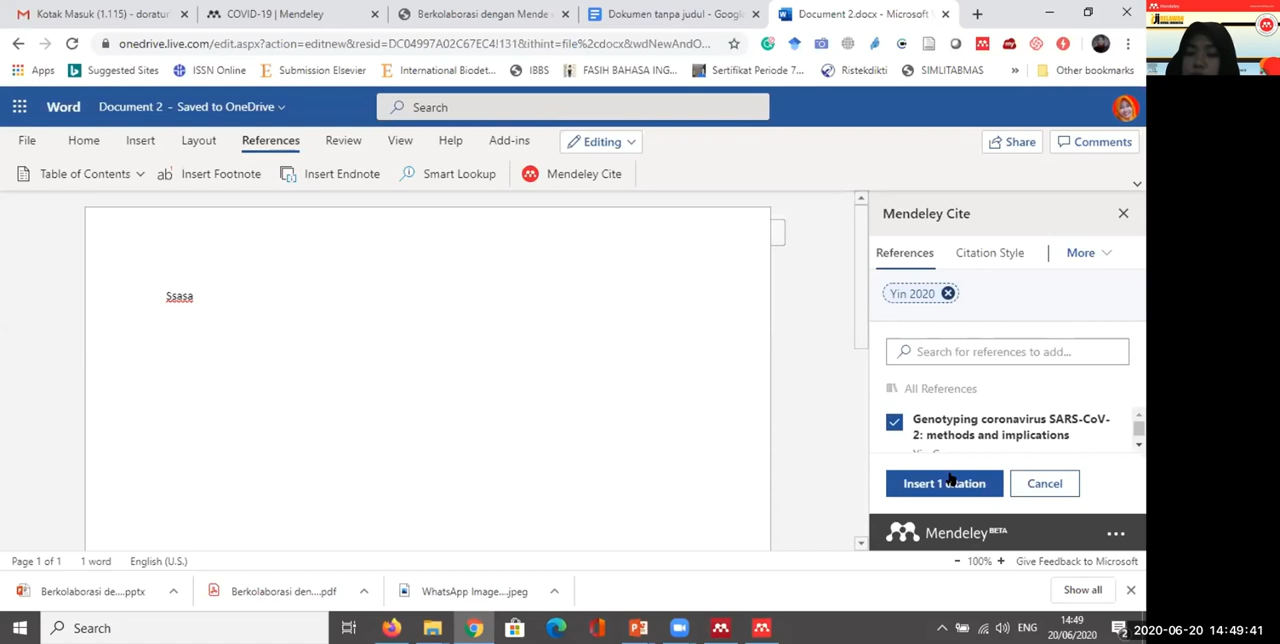 Kotak Masuk (1.115) - doratur
COVID-19 | Mendeley
Berkolaborasi dengan Mende
Dokumen tanpa judul - Google
Document 2.docx - Microsoft W
onedrive.live.com/edit.aspx?action=editnew&resid=DC04997A02C67EC4!131&ithint=file%2cdocx&wdNewAndO...
Apps
Suggested Sites
ISSN Online
Submission Elsevier
International Biodet...
IBBS
FASIH BAHASA ING...
Sertifikat Periode 7...
Ristekdikti
SIMLITABMAS
»
Other bookmarks
Word
Document 2 - Saved to OneDrive
Search
File
Home
Insert
Layout
References
Review
View
Help
Add-ins
Editing
Share
Comments
Table of Contents
Insert Footnote
Insert Endnote
Smart Lookup
Mendeley Cite
Ssasa
Mendeley Cite
References
Citation Style
More
Yin 2020
Search for references to add...
All References
Genotyping coronavirus SARS-CoV-
2: methods and implications
Insert 1 citation
Cancel
Mendeley BETA
Page 1 of 1
1 word
English (U.S.)
- 100% +
Give Feedback to Microsoft
Berkolaborasi de....pptx
Berkolaborasi den....pdf
WhatsApp Image....jpeg
Show all
Search
ENG
14:49
20/06/2020
2
2020-06-20 14:49:41